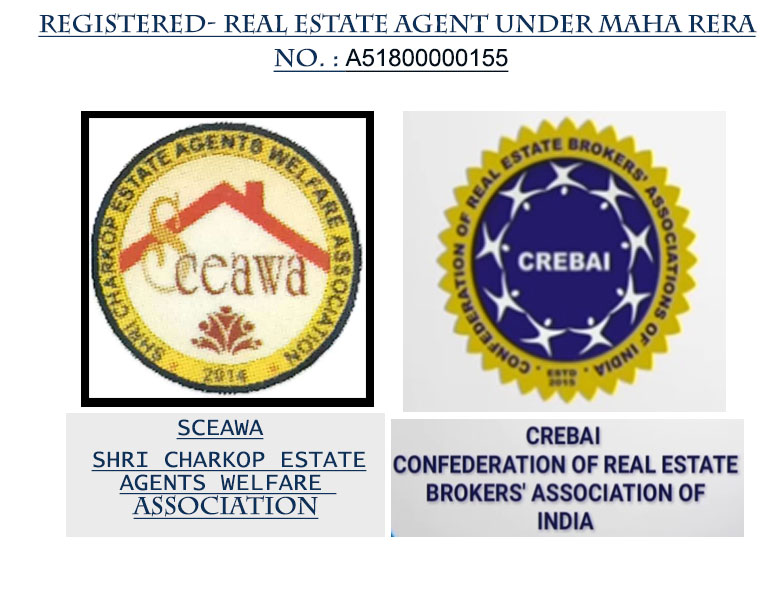 REGISTERED- REAL ESTATE AGENT UNDER MAHA RERA
NO. : A51800000155
SHRI CHARKOP ESTATE AGENTS WELFARE ASSOCIATION
Sceawa
2014
CONFEDERATION OF REAL ESTATE BROKERS' ASSOCIATIONS OF INDIA
CREBAI
ESTD
2015
SCEAWA
SHRI CHARKOP ESTATE
AGENTS WELFARE
ASSOCIATION
CREBAI
CONFEDERATION OF REAL ESTATE
BROKERS' ASSOCIATION OF
INDIA